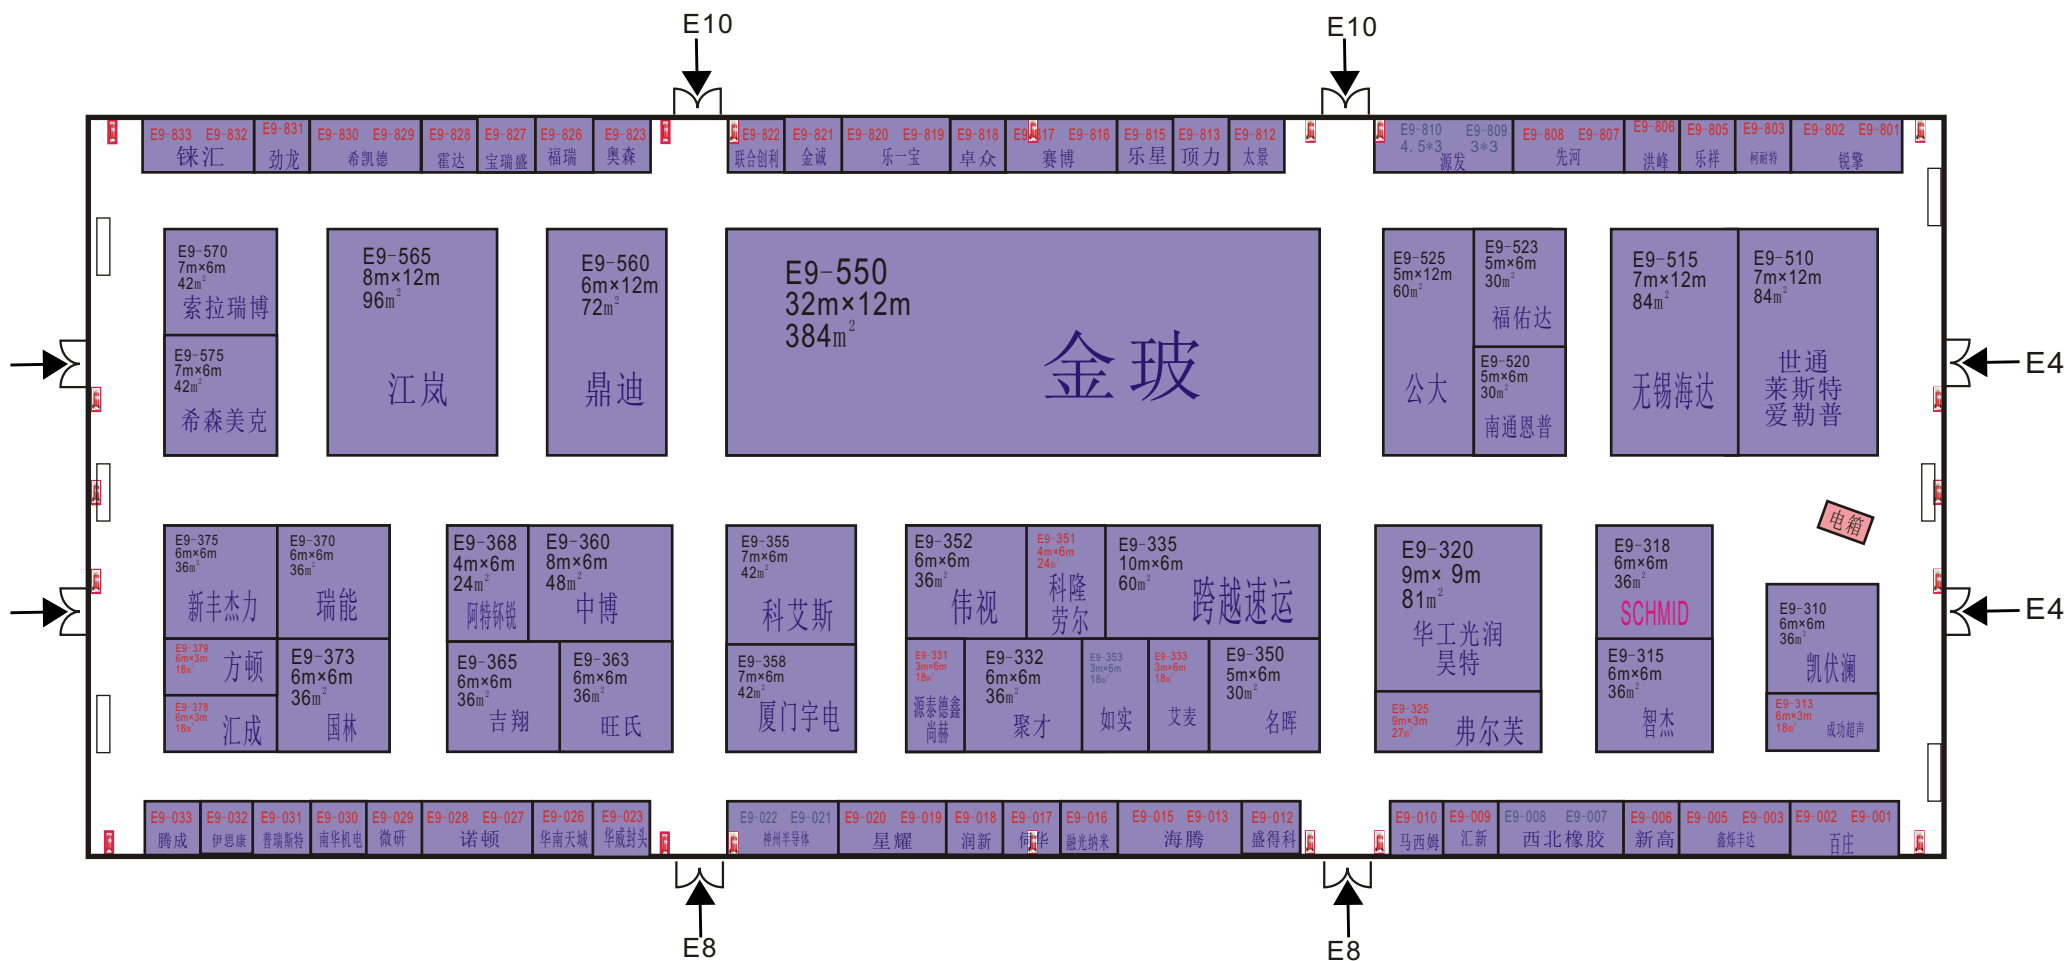 E10
E10
E9-833 E9-832
铼汇
E9-831
劲龙
E9-830 E9-829
希凯德
E9-828
霍达
E9-827
宝瑞盛
E9-826
福瑞
E9-823
奥森
E9-822
联合创利
E9-821
金诚
E9-820 E9-819
乐一宝
E9-818
卓众
E9-817 E9-816
赛博
E9-815
乐星
E9-813
顶力
E9-812
太景
E9-810 E9-809
4.5*3 3*3
源发
E9-808 E9-807
先河
E9-806
洪峰
E9-805
乐祥
E9-803
柯耐特
E9-802 E9-801
锐擎
E9-570
7m×6m
42m²
索拉瑞博
E9-575
7m×6m
42m²
希森美克
E9-565
8m×12m
96m²
江岚
E9-560
6m×12m
72m²
鼎迪
E9-550
32m×12m
384m²
金玻
E9-525
5m×12m
60m²
公大
E9-523
5m×6m
30m²
福佑达
E9-520
5m×6m
30m²
南通恩普
E9-515
7m×12m
84m²
无锡海达
E9-510
7m×12m
84m²
世通
莱斯特
爱勒普
E4
电箱
E9-375
6m×6m
36m²
新丰杰力
E9-370
6m×6m
36m²
瑞能
E9-379
6m×3m
18m²
方顿
E9-378
6m×3m
18m²
汇成
E9-373
6m×6m
36m²
国林
E9-368
4m×6m
24m²
阿特钚锐
E9-360
8m×6m
48m²
中博
E9-365
6m×6m
36m²
吉翔
E9-363
6m×6m
36m²
旺氏
E9-355
7m×6m
42m²
科艾斯
E9-358
7m×6m
42m²
厦门宇电
E9-352
6m×6m
36m²
伟视
E9-351
4m×6m
24m²
科隆
劳尔
E9-335
10m×6m
60m²
跨越速运
E9-331
3m×6m
18m²
源泰德鑫
尚赫
E9-332
6m×6m
36m²
聚才
E9-353
3m×6m
18m²
如实
E9-333
3m×6m
18m²
艾麦
E9-350
5m×6m
30m²
名晖
E9-320
9m× 9m
81m²
华工光润
昊特
E9-325
9m×3m
27m²
弗尔芙
E9-318
6m×6m
36m²
SCHMID
E9-315
6m×6m
36m²
智杰
E9-310
6m×6m
36m²
凯伏澜
E9-313
6m×3m
18m²
成功超声
E4
E9-033
腾成
E9-032
伊思康
E9-031
普瑞斯特
E9-030
南华机电
E9-029
微研
E9-028 E9-027
诺顿
E9-026
华南天城
E9-023
华威封头
E9-022 E9-021
神州半导体
E9-020 E9-019
星耀
E9-018
润新
E9-017
E9-016
融光纳米
E9-015 E9-013
海腾
E9-012
盛得科
E9-010
马西姆
E9-009
汇新
E9-008 E9-007
西北橡胶
E9-006
新高
E9-005 E9-003
鑫烁丰达
E9-002 E9-001
百庄
E8
E8